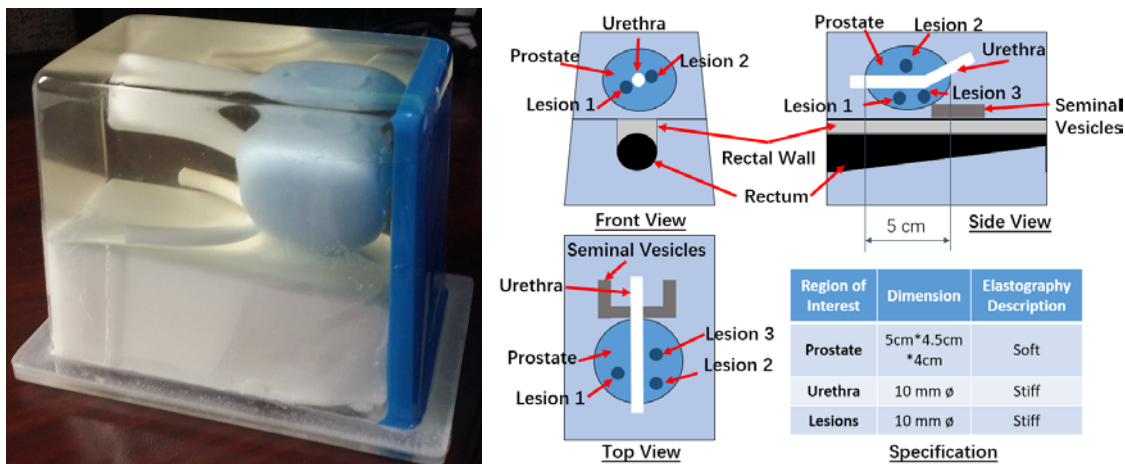 Urethra
Prostate
Lesion 2
Lesion 1
Rectal Wall
Rectum
Front View
Prostate
Lesion 2
Urethra
Lesion 1
Lesion 3
Seminal
Vesicles
5 cm
Side View
Seminal Vesicles
Urethra
Prostate
Lesion 3
Lesion 2
Lesion 1
Top View
Region of Interest | Dimension | Elastography Description
Prostate | 5cm*4.5cm *4cm | Soft
Urethra | 10 mm ø | Stiff
Lesions | 10 mm ø | Stiff
Specification